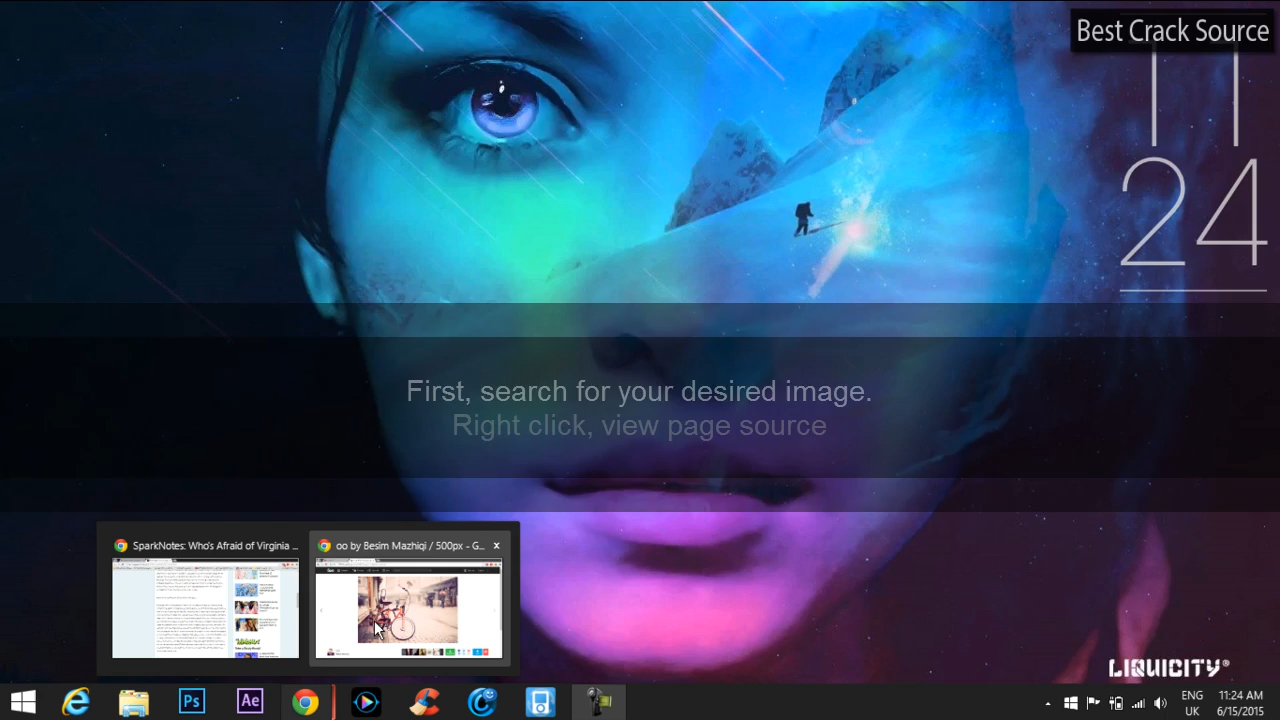 Best Crack Source
11
24
First, search for your desired image.
Right click, view page source
SparkNotes: Who's Afraid of Virginia ...
oo by Besim Mazhiqi / 500px - G...
LIQUICITY®
Ps
Ae
ENG
UK
11:24 AM
6/15/2015